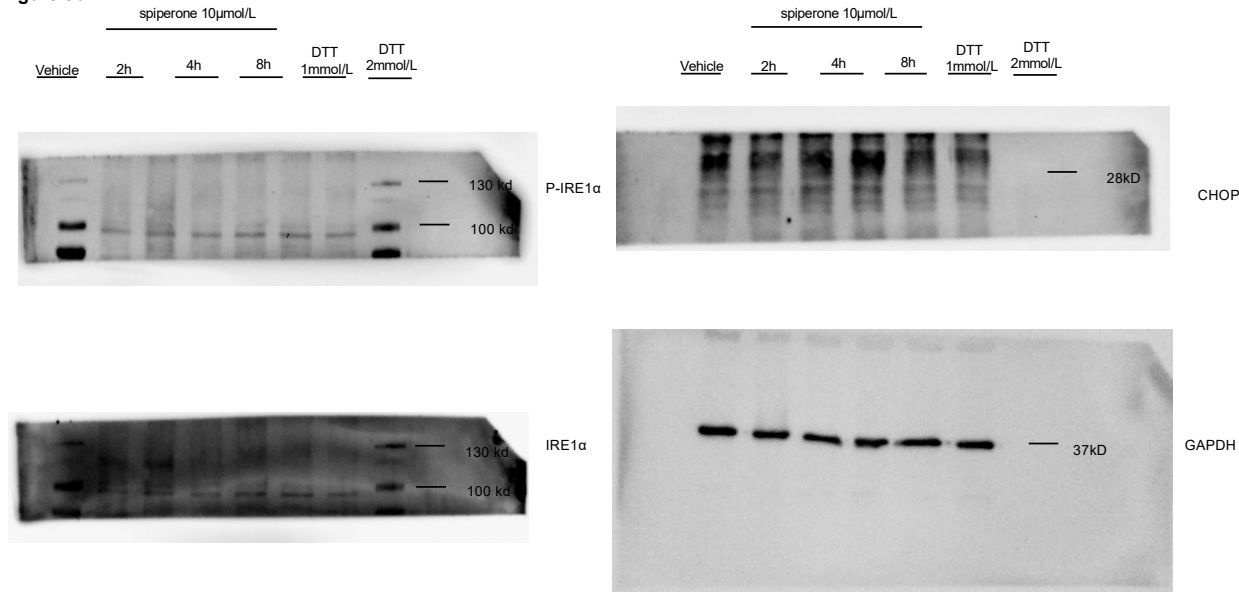 spiperone 10μmol/L
Vehicle 2h 4h 8h DTT 1mmol/L DTT 2mmol/L
130 kd
P-IRE1α
100 kd
130 kd
IRE1α
100 kd
spiperone 10μmol/L
Vehicle 2h 4h 8h DTT 1mmol/L DTT 2mmol/L
28kD
CHOP
37kD
GAPDH